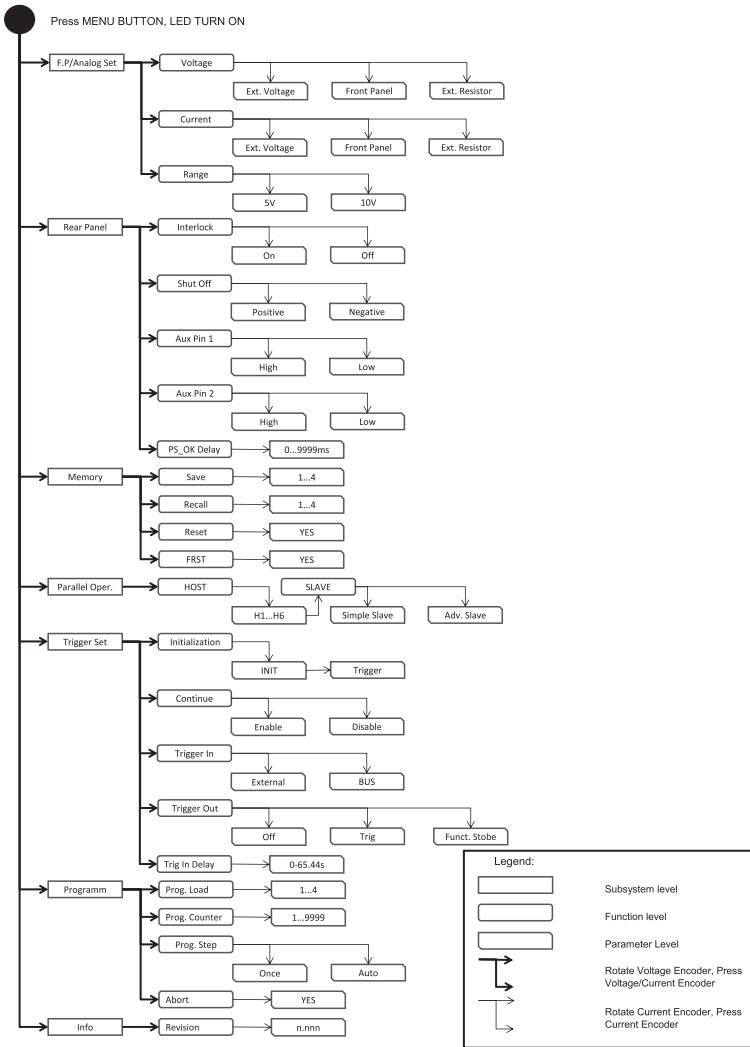 Press MENU BUTTON, LED TURN ON
F.P/Analog Set
Voltage
Ext. Voltage
Front Panel
Ext. Resistor
Current
Ext. Voltage
Front Panel
Ext. Resistor
Range
5V
10V
Rear Panel
Interlock
On
Off
Shut Off
Positive
Negative
Aux Pin 1
High
Low
Aux Pin 2
High
Low
PS_OK Delay
0...9999ms
Memory
Save
1...4
Recall
1...4
Reset
YES
FRST
YES
Parallel Oper.
HOST
SLAVE
H1...H6
Simple Slave
Adv. Slave
Trigger Set
Initialization
INIT
Trigger
Continue
Enable
Disable
Trigger In
External
BUS
Trigger Out
Off
Trig
Funct. Stobe
Trig In Delay
0-65.44s
Programm
Prog. Load
1...4
Prog. Counter
1...9999
Prog. Step
Once
Auto
Abort
YES
Info
Revision
n.nnn
Legend:
Subsystem level
Function level
Parameter Level
Rotate Voltage Encoder, Press
Voltage/Current Encoder
Rotate Current Encoder, Press
Current Encoder